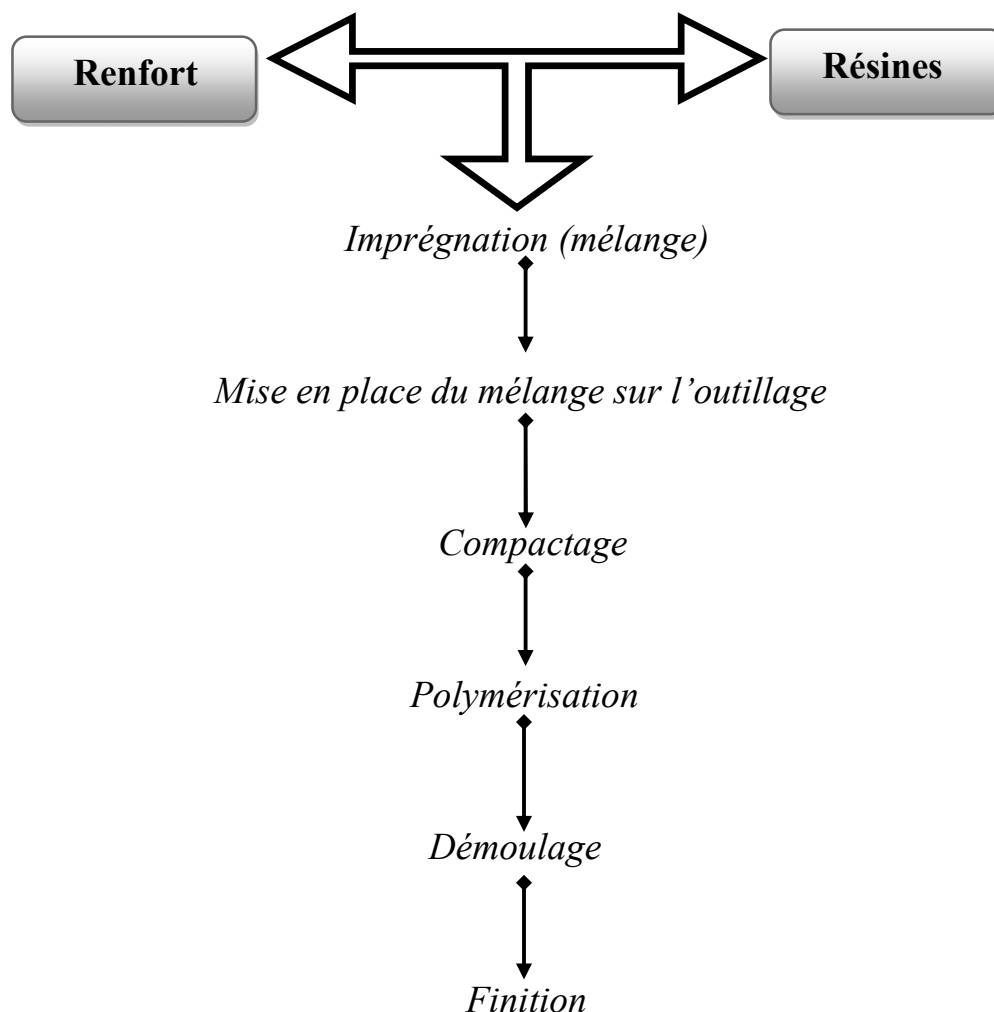 Renfort
Résines
Imprégnation (mélange)
Mise en place du mélange sur l’outillage
Compactage
Polymérisation
Démoulage
Finition